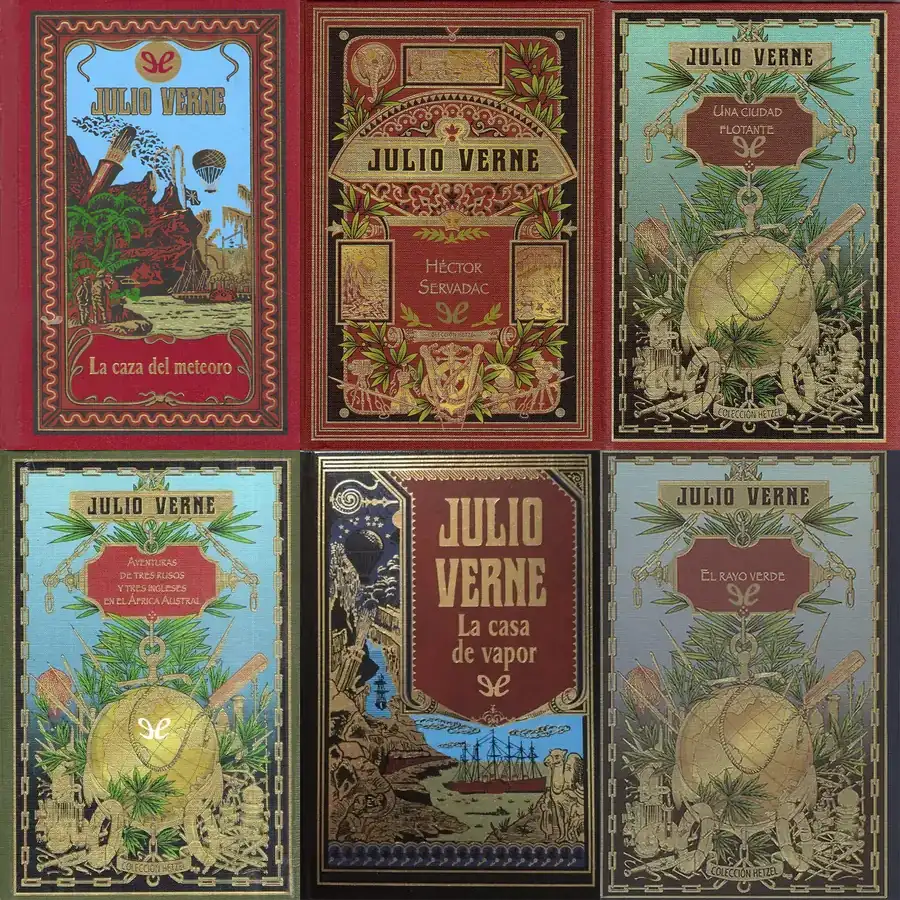 JULIO VERNE
La caza del meteoro
JULIO VERNE
HÉCTOR
SERVADAC
COLECCIÓN HETZEL
JULIO VERNE
UNA CIUDAD
FLOTANTE
COLECCIÓN HETZEL
JULIO VERNE
AVENTURAS
DE TRES RUSOS
Y TRES INGLESES
EN EL ÁFRICA AUSTRAL
COLECCIÓN HETZEL
JULIO
VERNE
La casa
de vapor
JULIO VERNE
EL RAYO VERDE
COLECCIÓN HETZEL